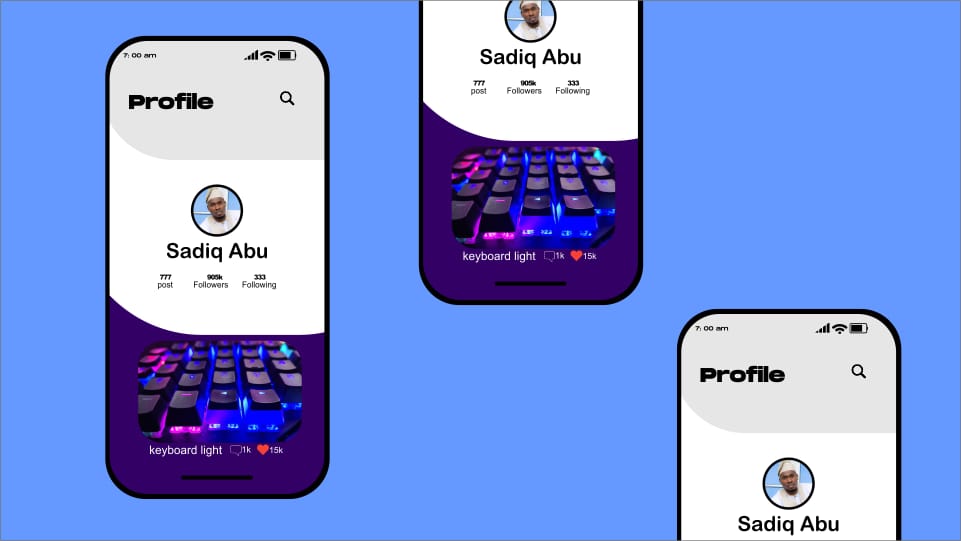 7: 00 am
Profile
Sadiq Abu
777 905k 333
post Followers Following
keyboard light 1k 15k
Sadiq Abu
777 905k 333
post Followers Following
keyboard light 1k 15k
7: 00 am
Profile
Sadiq Abu